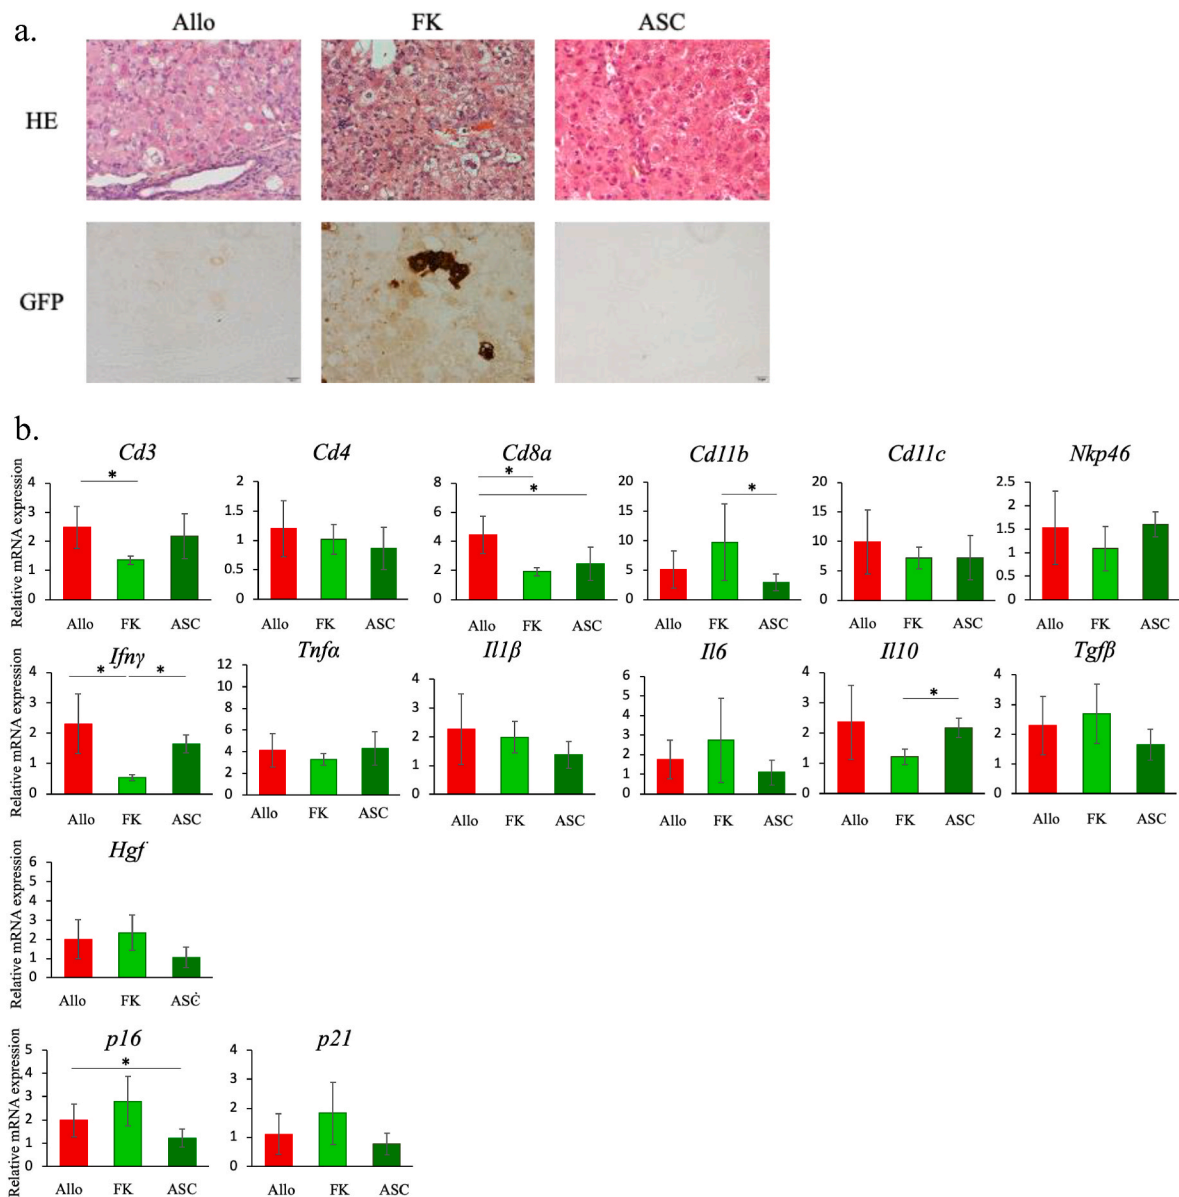 a.
Allo FK ASC
HE
GFP
b.
Cd3 Cd4 Cd8a Cd11b Cd11c Nkp46
Relative mRNA expression
* * * *
4 1.2 8 20 20 2.5
3 1 6 15 15 2
2 0.8 4 10 10 1.5
1 0.6 2 5 5 1
0 0.4 0 0 0 0.5
0.2 0
0
Allo FK ASC Allo FK ASC Allo FK ASC Allo FK ASC Allo FK ASC Allo FK ASC
Ifnγ Tnfα Il1β Il6 Il10 Tgfβ
Relative mRNA expression
* * *
4 12 4 6 4 4
3 10 3 5 3 3
2 8 2 4 2 2
1 6 1 3 1 1
0 4 0 2 0 0
2 1
0 0
Allo FK ASC Allo FK ASC Allo FK ASC Allo FK ASC Allo FK ASC Allo FK ASC
Hgf
Relative mRNA expression
6
5
4
3
2
1
0
Allo FK ASC
p16 p21
Relative mRNA expression
*
5 4
4 3
3 2
2 1
1 0
0
Allo FK ASC Allo FK ASC